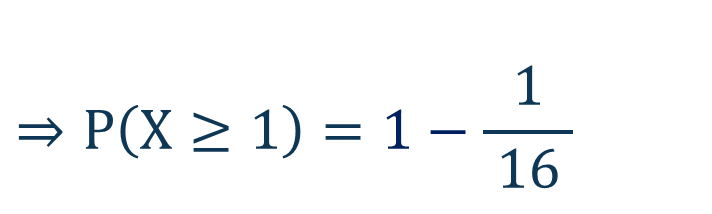 ⇒ P(X ≥ 1) = 1 − 1/16